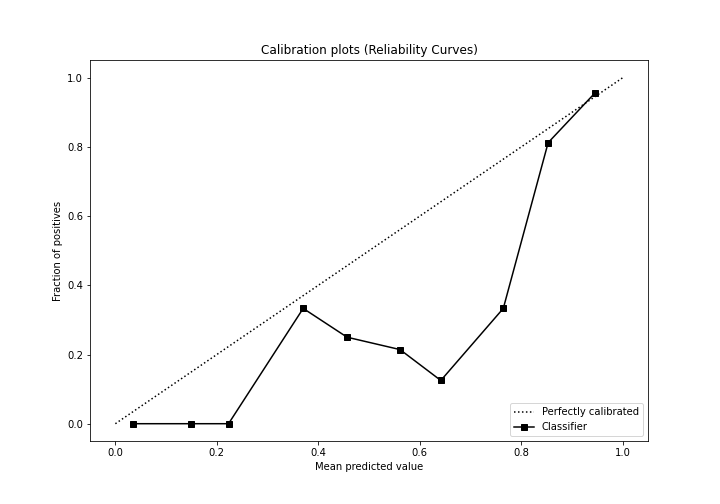 Calibration plots (Reliability Curves)
Fraction of positives
1.0
0.8
0.6
0.4
0.2
0.0
0.0 0.2 0.4 0.6 0.8 1.0
Mean predicted value
Perfectly calibrated
Classifier